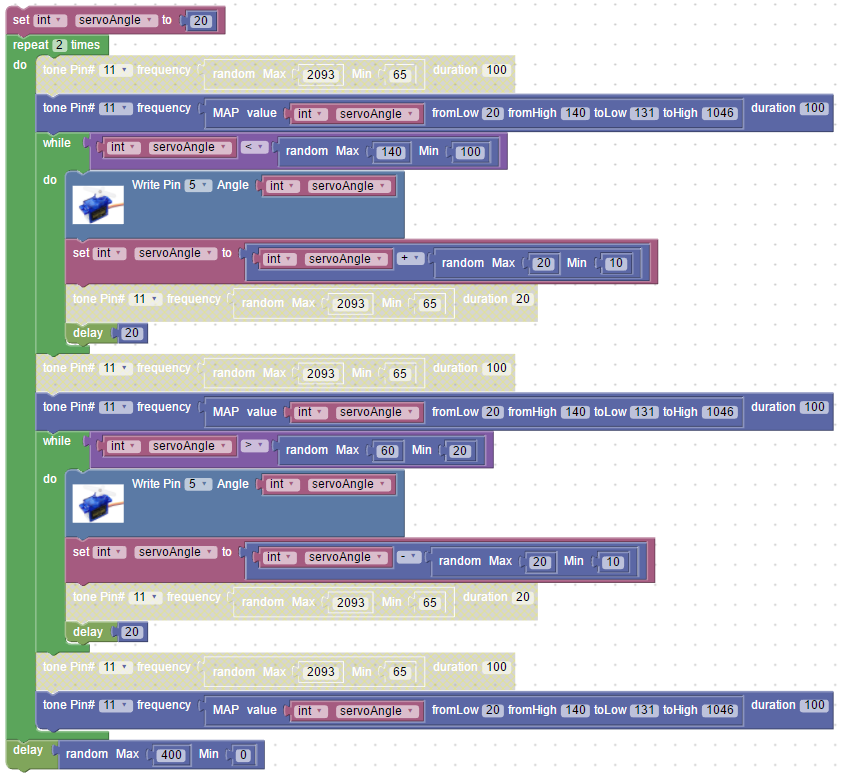 set int servoAngle to 20
repeat 2 times
do tone Pin# 11 frequency random Max 2093 Min 65 duration 100
tone Pin# 11 frequency MAP value int servoAngle fromLow 20 fromHigh 140 toLow 131 toHigh 1046 duration 100
while int servoAngle < random Max 140 Min 100
do Write Pin 5 Angle int servoAngle
set int servoAngle to int servoAngle + random Max 20 Min 10
tone Pin# 11 frequency random Max 2093 Min 65 duration 20
delay 20
tone Pin# 11 frequency random Max 2093 Min 65 duration 100
tone Pin# 11 frequency MAP value int servoAngle fromLow 20 fromHigh 140 toLow 131 toHigh 1046 duration 100
while int servoAngle > random Max 60 Min 20
do Write Pin 5 Angle int servoAngle
set int servoAngle to int servoAngle - random Max 20 Min 10
tone Pin# 11 frequency random Max 2093 Min 65 duration 20
delay 20
tone Pin# 11 frequency random Max 2093 Min 65 duration 100
tone Pin# 11 frequency MAP value int servoAngle fromLow 20 fromHigh 140 toLow 131 toHigh 1046 duration 100
delay random Max 400 Min 0